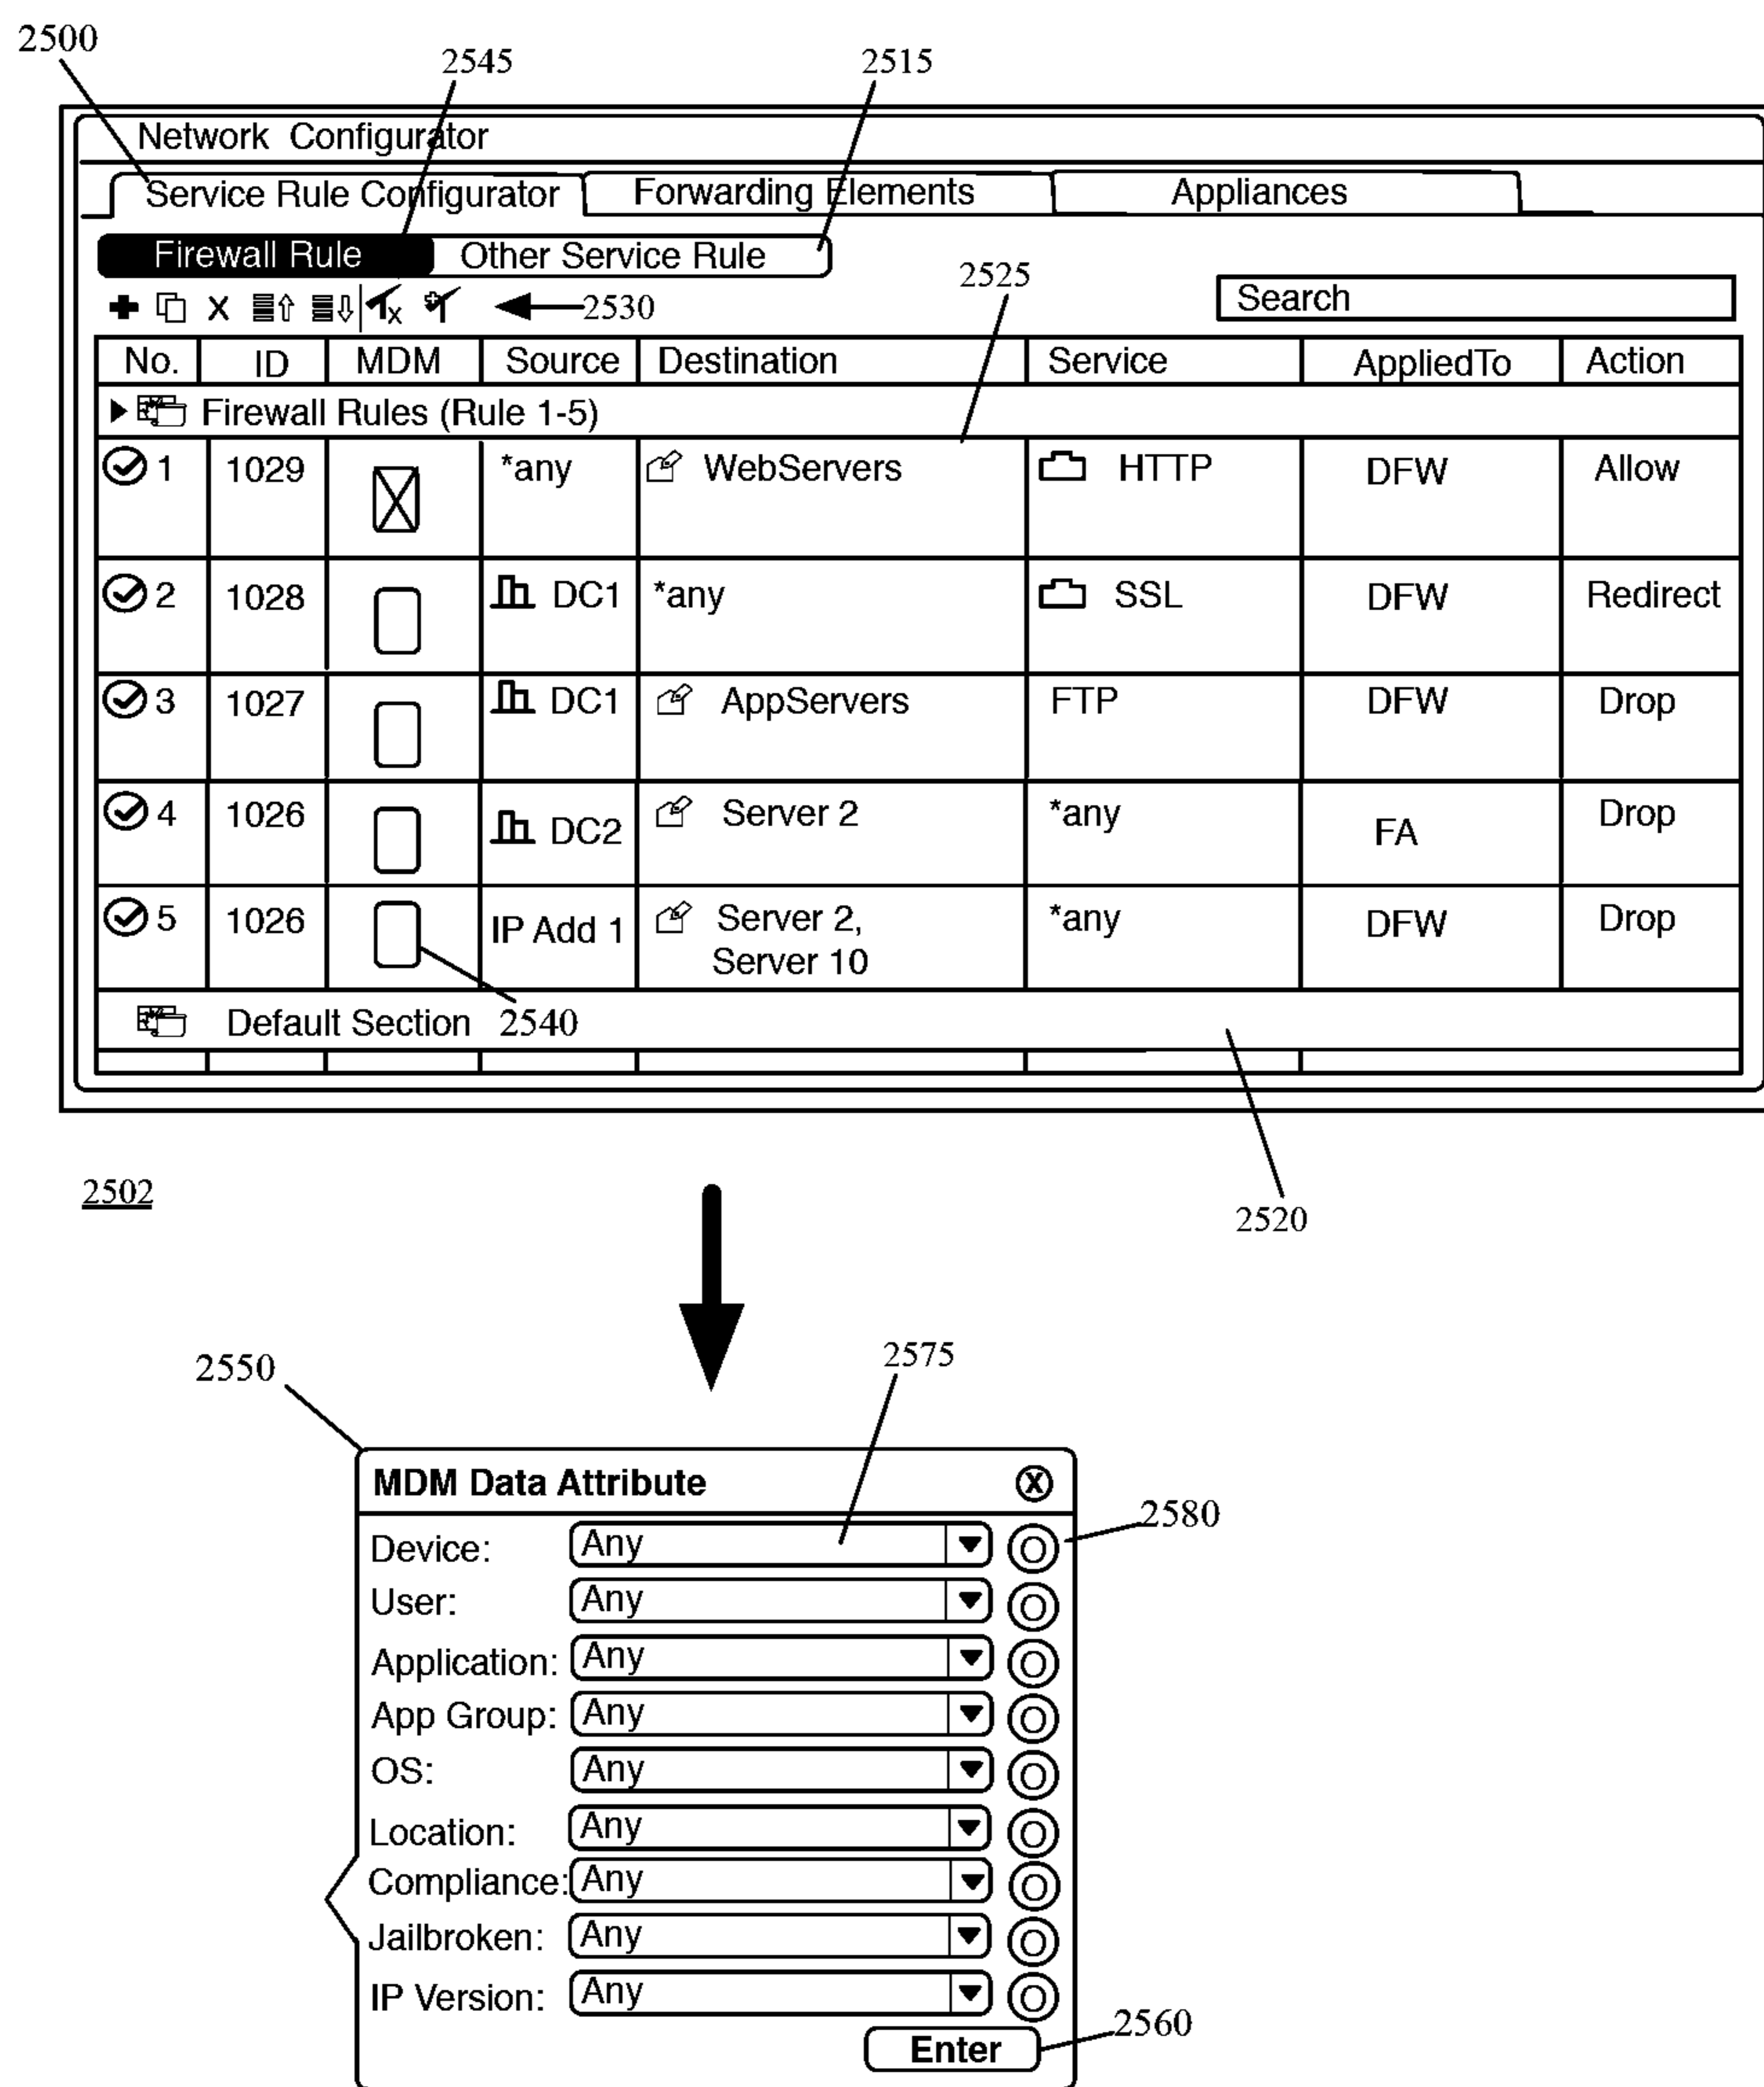 2500
2545
2515
Network Configurator
Service Rule Configurator Forwarding Elements Appliances
Firewall Rule Other Service Rule
2530
2525
Search
No. ID MDM Source Destination Service AppliedTo Action
Firewall Rules (Rule 1-5)
1 1029 *any WebServers HTTP DFW Allow
2 1028 DC1 *any SSL DFW Redirect
3 1027 DC1 AppServers FTP DFW Drop
4 1026 DC2 Server 2 *any FA Drop
5 1026 IP Add 1 Server 2, *any DFW Drop
Server 10
Default Section 2540
2502
2520
2550
2575
MDM Data Attribute X
2580
Device: Any O
User: Any O
Application: Any O
App Group: Any O
OS: Any O
Location: Any O
Compliance: Any O
Jailbroken: Any O
IP Version: Any O
Enter
2560